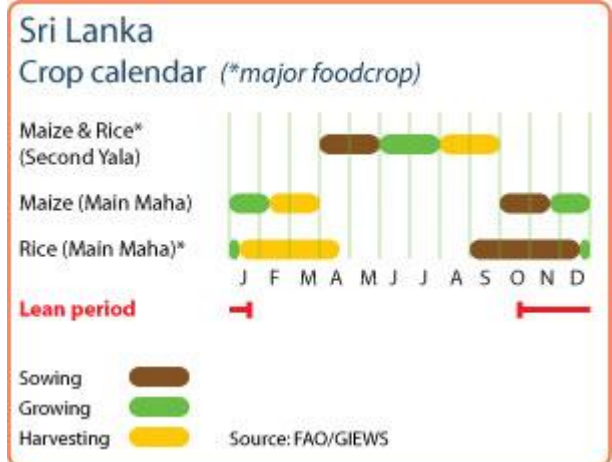 Sri Lanka
Crop calendar (*major foodcrop)
Maize & Rice*
(Second Yala)
Maize (Main Maha)
Rice (Main Maha)*
J F M A M J J A S O N D
Lean period
Sowing
Growing
Harvesting
Source: FAO/GIEWS